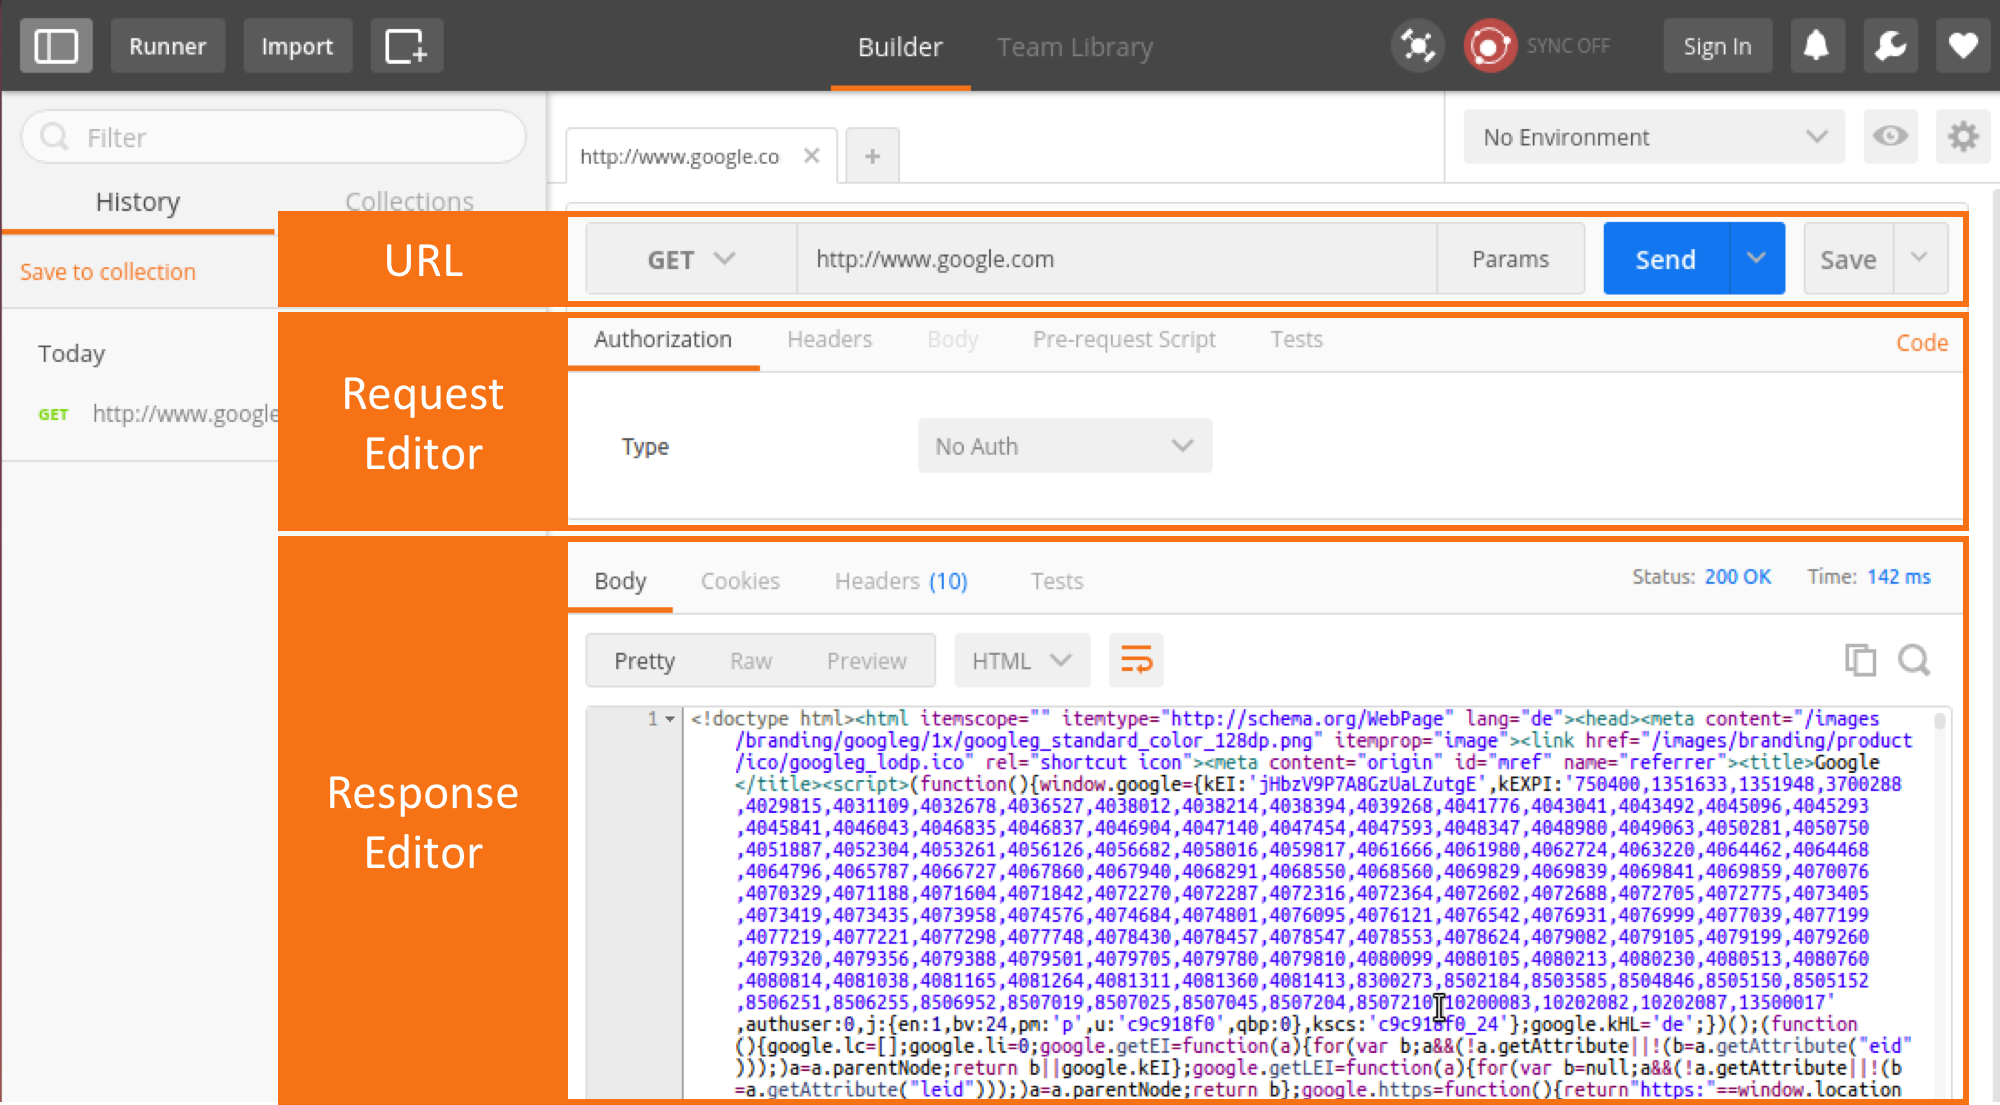 Runner Import Builder Team Library SYNC OFF Sign In
Filter
http://www.google.co
No Environment
History Collections
Save to collection
Today
GET http://www.google
URL
GET http://www.google.com Params Send Save
Request
Editor
Authorization Headers Body Pre-request Script Tests Code
Type No Auth
Response
Editor
Body Cookies Headers (10) Tests Status: 200 OK Time: 142 ms
Pretty Raw Preview HTML
1 <!doctype html><html itemscope="" itemtype="http://schema.org/WebPage" lang="de"><head><meta content="/images
/branding/googleg/1x/googleg_standard_color_128dp.png" itemprop="image"><link href="/images/branding/product
/ico/googleg_lodp.ico" rel="shortcut icon"><meta content="origin" id="mref" name="referrer"><title>Google
</title><script>(function(){window.google={kEI:'jHbzV9P7A8GzUaLZutgE',kEXPI:'750400,1351633,1351948,3700288
,4029815,4031109,4032678,4036527,4038012,4038214,4038394,4039268,4041776,4043041,4043492,4045096,4045293
,4045841,4046043,4046835,4046837,4046904,4047140,4047454,4047593,4048347,4048980,4049063,4050281,4050750
,4051887,4052304,4053261,4056126,4056682,4058016,4059817,4061666,4061980,4062724,4063220,4064462,4064468
,4064796,4065787,4066727,4067860,4067940,4068291,4068550,4068560,4069829,4069839,4069841,4069859,4070076
,4070329,4071188,4071604,4071842,4072270,4072287,4072316,4072364,4072602,4072688,4072705,4072775,4073405
,4073419,4073435,4073958,4074576,4074684,4074801,4076095,4076121,4076542,4076931,4076999,4077039,4077199
,4077219,4077221,4077298,4077748,4078430,4078457,4078547,4078553,4078624,4079082,4079105,4079199,4079260
,4079320,4079356,4079388,4079501,4079705,4079780,4079810,4080099,4080105,4080213,4080230,4080513,4080760
,4080814,4081038,4081165,4081264,4081311,4081360,4081413,8300273,8502184,8503585,8504846,8505150,8505152
,8506251,8506255,8506952,8507019,8507025,8507045,8507204,8507210,10200083,10202082,10202087,13500017'
,authuser:0,j:{en:1,bv:24,pm:'p',u:'c9c918f0',qbp:0},kscs:'c9c918f0_24'};google.kHL='de';})();(function
(){google.lc=[];google.li=0;google.getEI=function(a){for(var b;a&&(!a.getAttribute||!(b=a.getAttribute("eid"
)));)a=a.parentNode;return b||google.kEI};google.getLEI=function(a){for(var b=null;a&&(!a.getAttribute||!(b
=a.getAttribute("leid")));)a=a.parentNode;return b};google.https=function(){return"https:"==window.location